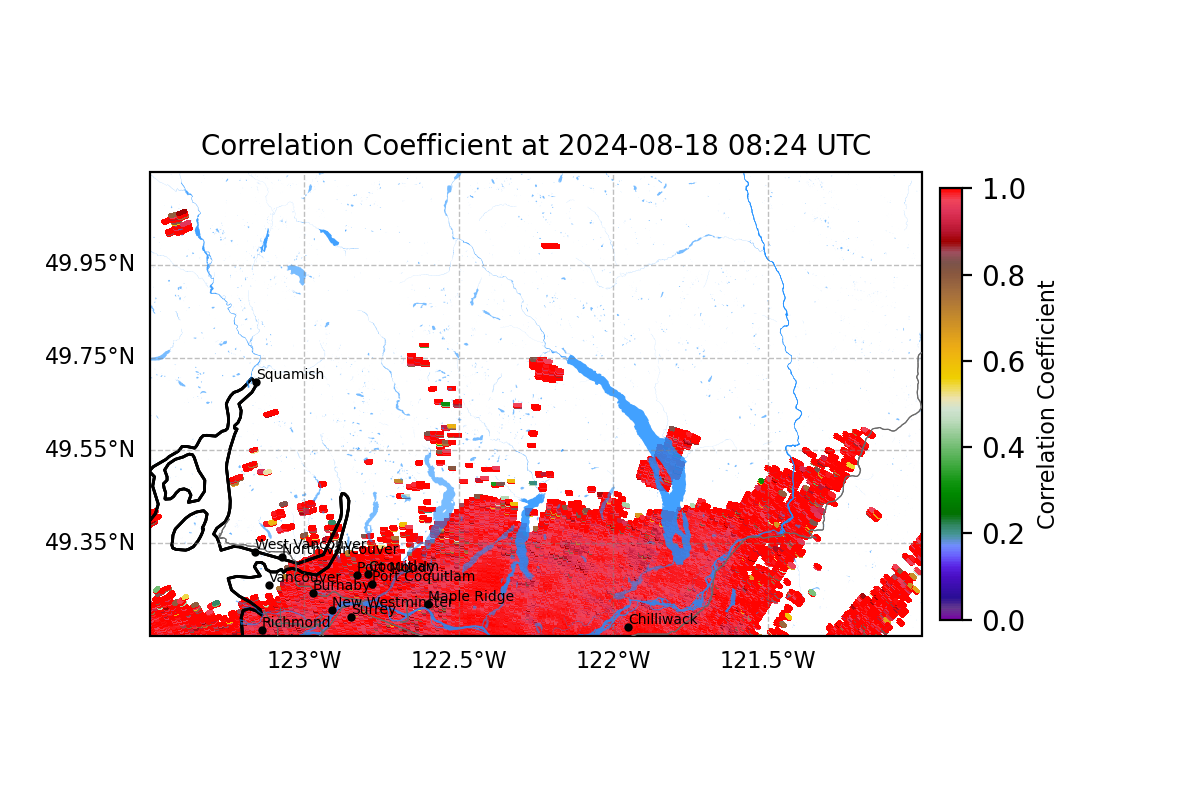 Correlation Coefficient at 2024-08-18 08:24 UTC
1.0
49.95°N
0.8
49.75°N
Squamish
0.6
Correlation Coefficient
49.55°N
0.4
49.35°N
West Vancouver
North Vancouver
0.2
Port Moody
Coquitlam
Vancouver
Port Coquitlam
Burnaby
Maple Ridge
New Westminster
Surrey
Richmond
Chilliwack
0.0
123°W
122.5°W
122°W
121.5°W